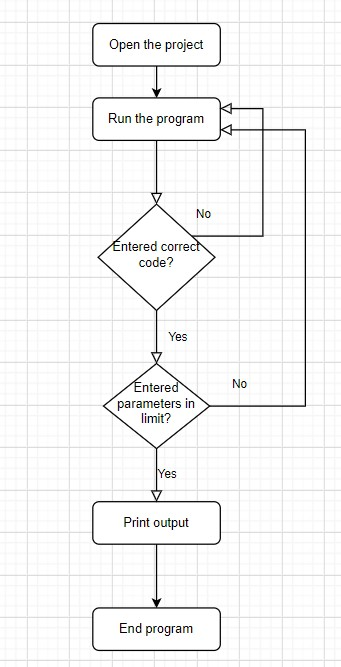 Open the project
Run the program
No
Entered correct
code?
Yes
Entered
parameters in
limit?
No
Yes
Print output
End program